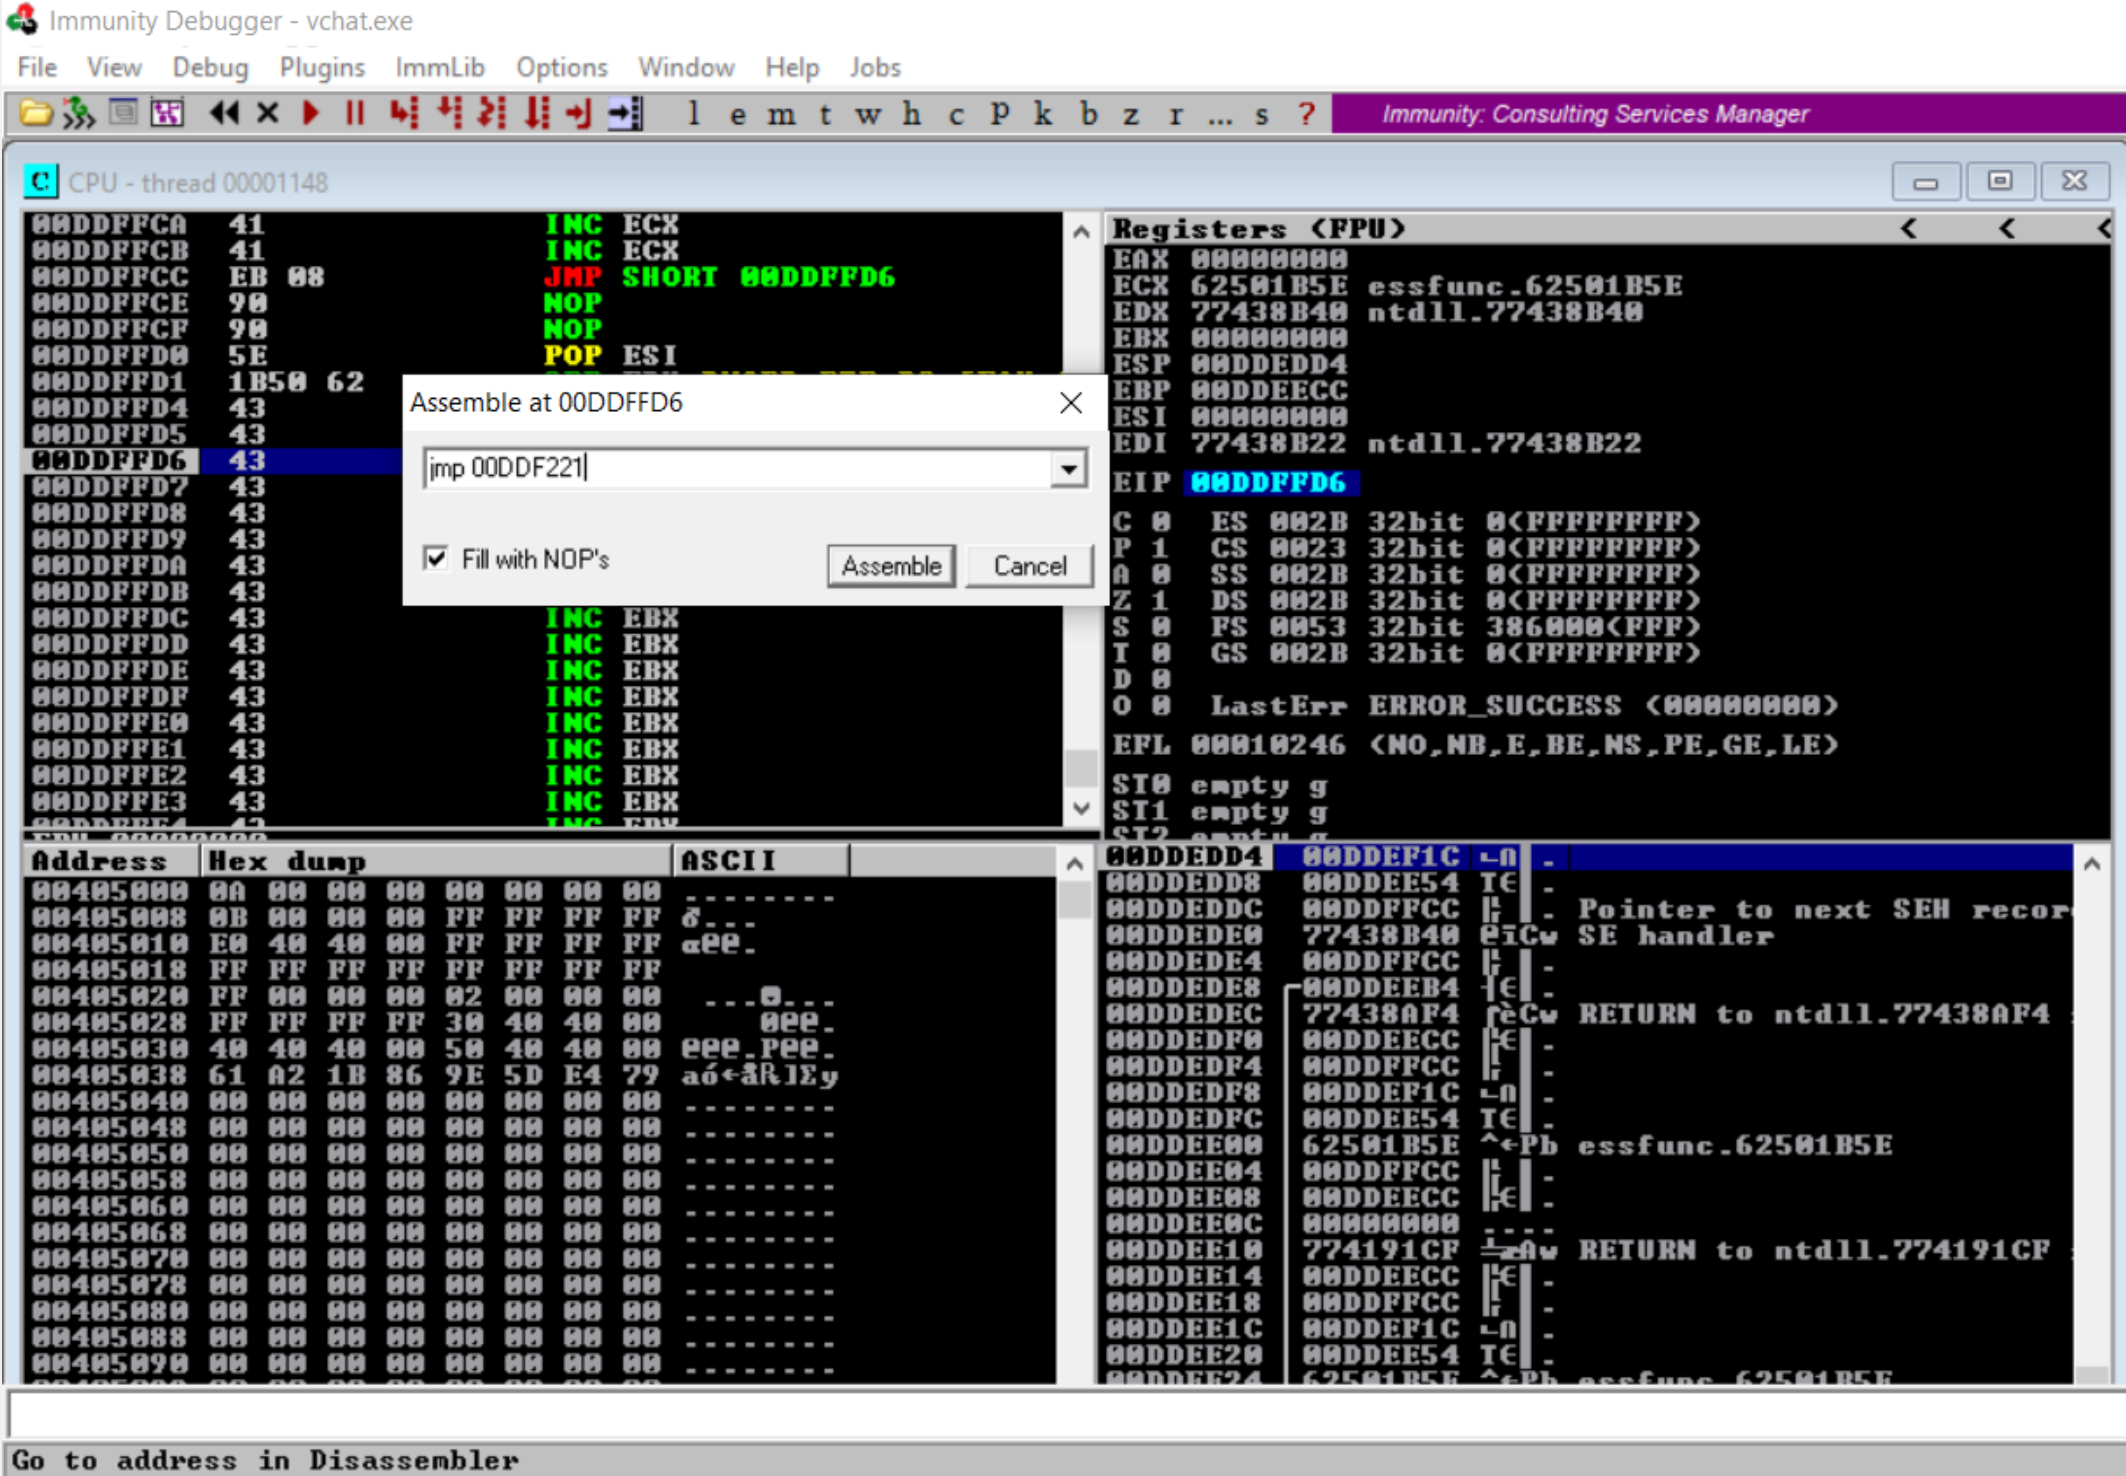 Immunity Debugger - vchat.exe
File View Debug Plugins ImmLib Options Window Help Jobs
l e m t w h c P k b z r ... s ? Immunity: Consulting Services Manager
C CPU - thread 00001148
00DDFFCA 41 INC ECX
00DDFFCB 41 INC ECX
00DDFFCC EB 08 JMP SHORT 00DDFFD6
00DDFFCE 90 NOP
00DDFFCF 90 NOP
00DDFFD0 5E POP ESI
00DDFFD1 1B50 62
00DDFFD4 43
00DDFFD5 43
00DDFFD6 43
00DDFFD7 43
00DDFFD8 43
00DDFFD9 43
00DDFFDA 43
00DDFFDB 43
00DDFFDC 43 INC EBX
00DDFFDD 43 INC EBX
00DDFFDE 43 INC EBX
00DDFFDF 43 INC EBX
00DDFFE0 43 INC EBX
00DDFFE1 43 INC EBX
00DDFFE2 43 INC EBX
00DDFFE3 43 INC EBX
Assemble at 00DDFFD6
jmp 00DDF221
Fill with NOP's
Assemble Cancel
Registers (FPU) < < <
EAX 00000000
ECX 62501B5E essfunc.62501B5E
EDX 77438B40 ntdll.77438B40
EBX 00000000
ESP 00DDEDD4
EBP 00DDEECC
ESI 00000000
EDI 77438B22 ntdll.77438B22
EIP 00DDFFD6
C 0 ES 002B 32bit 0(FFFFFFFF)
P 1 CS 0023 32bit 0(FFFFFFFF)
A 0 SS 002B 32bit 0(FFFFFFFF)
Z 1 DS 002B 32bit 0(FFFFFFFF)
S 0 FS 0053 32bit 386000(FFF)
T 0 GS 002B 32bit 0(FFFFFFFF)
D 0
O 0 LastErr ERROR_SUCCESS (00000000)
EFL 00010246 (NO,NB,E,BE,NS,PE,GE,LE)
ST0 empty g
ST1 empty g
ST2 empty g
Address Hex dump ASCII
00405000 0A 00 00 00 00 00 00 00 ........
00405008 0B 00 00 00 FF FF FF FF ♂...
00405010 E0 40 40 00 FF FF FF FF α@@.
00405018 FF FF FF FF FF FF FF FF
00405020 FF 00 00 00 02 00 00 00 ...☻...
00405028 FF FF FF FF 30 40 40 00 0@@.
00405030 40 40 40 00 50 40 40 00 @@@.P@@.
00405038 61 A2 1B 86 9E 5D E4 79 aó←å₧]Σy
00405040 00 00 00 00 00 00 00 00 ........
00405048 00 00 00 00 00 00 00 00 ........
00405050 00 00 00 00 00 00 00 00 ........
00405058 00 00 00 00 00 00 00 00 ........
00405060 00 00 00 00 00 00 00 00 ........
00405068 00 00 00 00 00 00 00 00 ........
00405070 00 00 00 00 00 00 00 00 ........
00405078 00 00 00 00 00 00 00 00 ........
00405080 00 00 00 00 00 00 00 00 ........
00405088 00 00 00 00 00 00 00 00 ........
00405090 00 00 00 00 00 00 00 00 ........
00DDEDD4 00DDEF1C
00DDEDD8 00DDEE54
00DDEDDC 00DDFFCC Pointer to next SEH recor
00DDEDE0 77438B40 @ïCw SE handler
00DDEDE4 00DDFFCC
00DDEDE8 00DDEEB4
00DDEDEC 77438AF4 ⌠èCw RETURN to ntdll.77438AF4
00DDEDF0 00DDEECC
00DDEDF4 00DDFFCC
00DDEDF8 00DDEF1C
00DDEDFC 00DDEE54
00DDEE00 62501B5E ^←Pb essfunc.62501B5E
00DDEE04 00DDFFCC
00DDEE08 00DDEECC
00DDEE0C 00000000 ....
00DDEE10 774191CF ╧æAw RETURN to ntdll.774191CF
00DDEE14 00DDEECC
00DDEE18 00DDFFCC
00DDEE1C 00DDEF1C
00DDEE20 00DDEE54
00DDEE24 62501B5E ^←Pb essfunc.62501B5E
Go to address in Disassembler